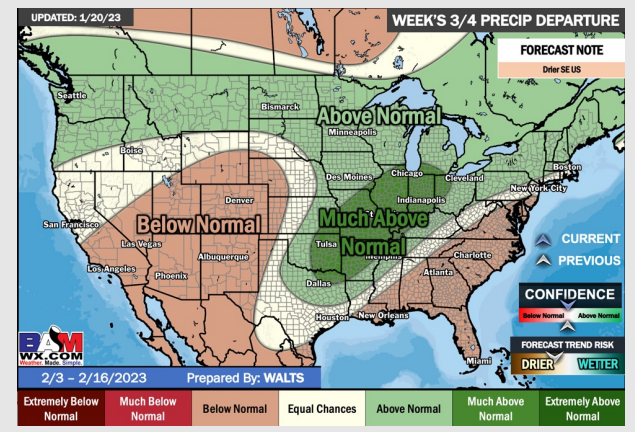 UPDATED: 1/20/23
WEEK'S 3/4 PRECIP DEPARTURE
FORECAST NOTE
Drier SE US
Seattle
Bismarck
Above Normal
Minneapolis
Boise
Boston
Des Moines
Chicago
Cleveland
New York City
Denver
Indianapolis
San Francisco
Below Normal
Much Above
Normal
Las Vegas
Tulsa
Memphis
Charlotte
Albuquerque
Los Angeles
Phoenix
Atlanta
Dallas
Houston
New Orleans
Miami
CURRENT
PREVIOUS
CONFIDENCE
Below Normal
Above Normal
FORECAST TREND RISK
DRIER
WETTER
BAM
WX.COM
Weather. Made. Simple.
2/3 – 2/16/2023
Prepared By: WALTS
Extremely Below
Normal
Much Below
Normal
Below Normal
Equal Chances
Above Normal
Much Above
Normal
Extremely Above
Normal